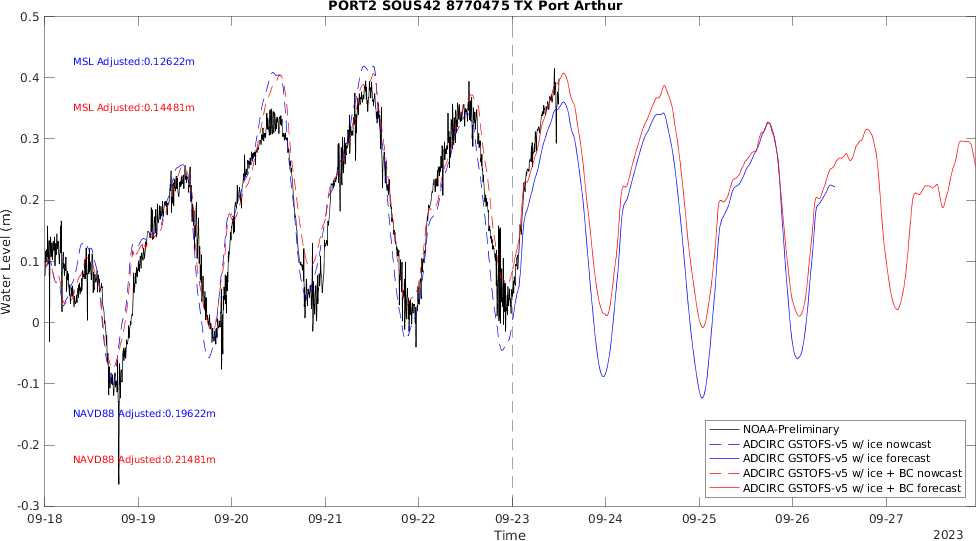 PORT2 SOUS42 8770475 TX Port Arthur
0.5
0.4
0.3
0.2
0.1
0
-0.1
-0.2
-0.3
Water Level (m)
MSL Adjusted:0.12622m
MSL Adjusted:0.14481m
NAVD88 Adjusted:0.19622m
NAVD88 Adjusted:0.21481m
NOAA-Preliminary
ADCIRC GSTOFS-v5 w/ ice nowcast
ADCIRC GSTOFS-v5 w/ ice forecast
ADCIRC GSTOFS-v5 w/ ice + BC nowcast
ADCIRC GSTOFS-v5 w/ ice + BC forecast
09-18 09-19 09-20 09-21 09-22 09-23 09-24 09-25 09-26 09-27
Time
2023